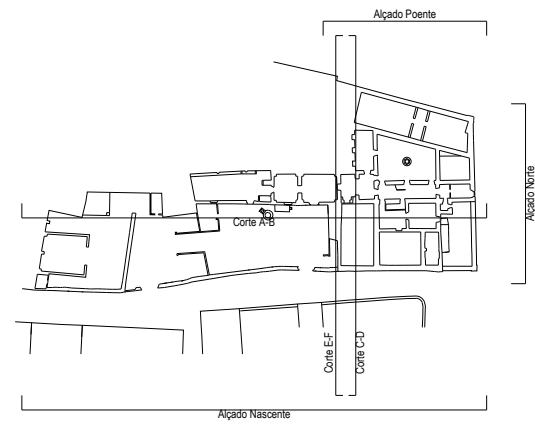 Alçado Poente
Alçado Norte
Corte A-B
Corte E-F
Corte C-D
Alçado Nascente